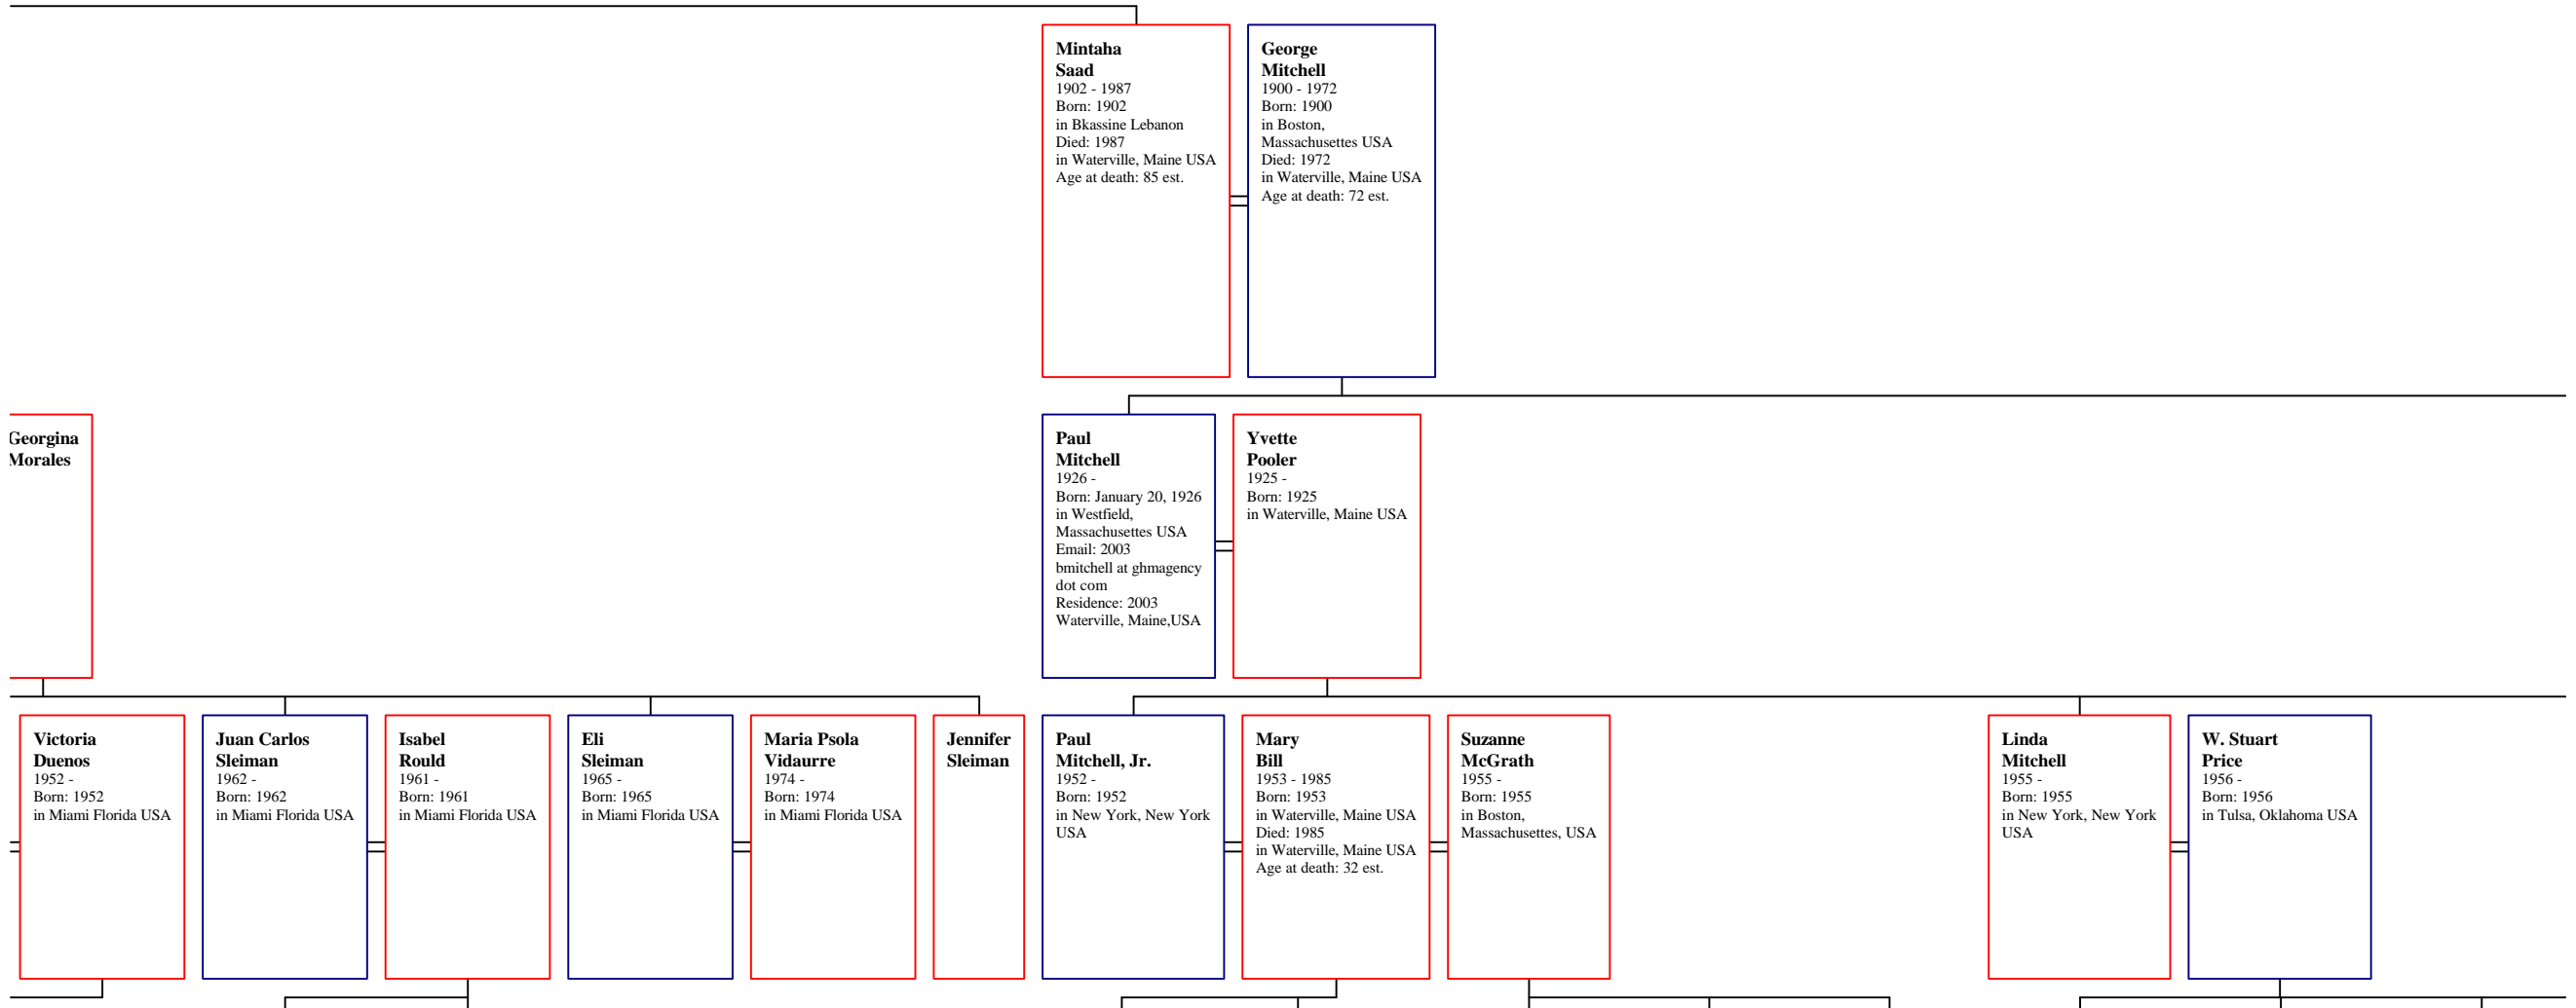 Mintaha
Saad
1902 - 1987
Born: 1902
in Bkassine Lebanon
Died: 1987
in Waterville, Maine USA
Age at death: 85 est.
George
Mitchell
1900 - 1972
Born: 1900
in Boston,
Massachusettes USA
Died: 1972
in Waterville, Maine USA
Age at death: 72 est.
Georgina
Morales
Paul
Mitchell
1926 -
Born: January 20, 1926
in Westfield,
Massachusettes USA
Email: 2003
bmitchell at ghmagency
dot com
Residence: 2003
Waterville, Maine,USA
Yvette
Pooler
1925 -
Born: 1925
in Waterville, Maine USA
Victoria
Duenos
1952 -
Born: 1952
in Miami Florida USA
Juan Carlos
Sleiman
1962 -
Born: 1962
in Miami Florida USA
Isabel
Rould
1961 -
Born: 1961
in Miami Florida USA
Eli
Sleiman
1965 -
Born: 1965
in Miami Florida USA
Maria Psola
Vidaurre
1974 -
Born: 1974
in Miami Florida USA
Jennifer
Sleiman
Paul
Mitchell, Jr.
1952 -
Born: 1952
in New York, New York
USA
Mary
Bill
1953 - 1985
Born: 1953
in Waterville, Maine USA
Died: 1985
in Waterville, Maine USA
Age at death: 32 est.
Suzanne
McGrath
1955 -
Born: 1955
in Boston,
Massachusettes, USA
Linda
Mitchell
1955 -
Born: 1955
in New York, New York
USA
W. Stuart
Price
1956 -
Born: 1956
in Tulsa, Oklahoma USA